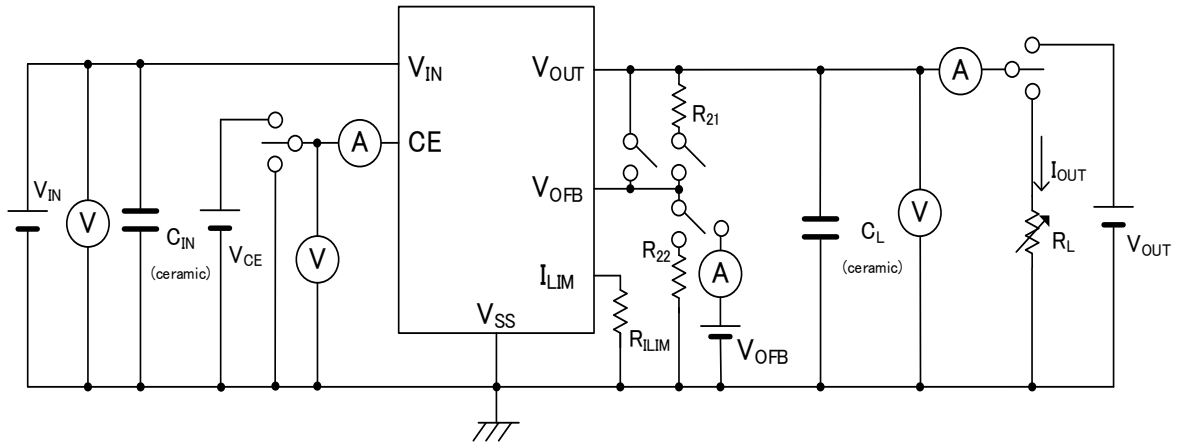 V_IN
V
C_IN
(ceramic)
V_CE
V
A
V_IN
CE
V_SS
V_OUT
V_OFB
I_LIM
R_ILIM
R_21
R_22
A
V_OFB
C_L
(ceramic)
V
A
I_OUT
R_L
V_OUT